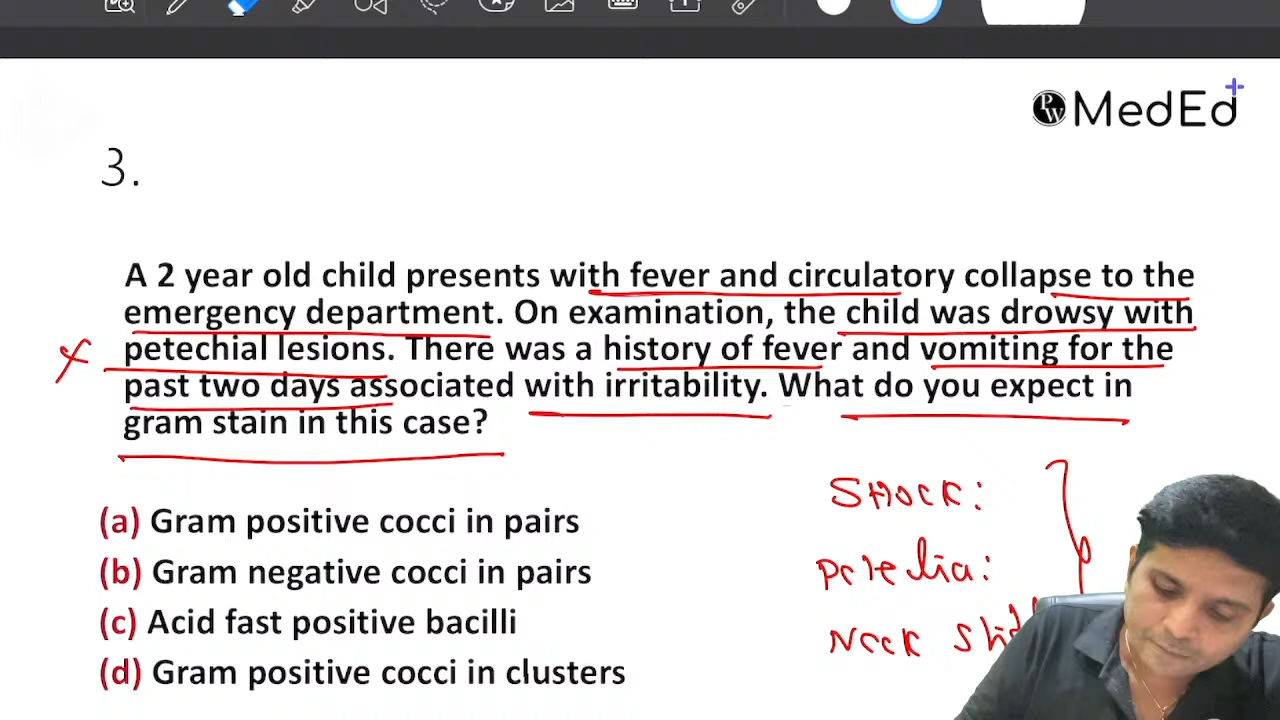 PW MedEd
3.
A 2 year old child presents with fever and circulatory collapse to the
emergency department. On examination, the child was drowsy with
petechial lesions. There was a history of fever and vomiting for the
past two days associated with irritability. What do you expect in
gram stain in this case?
(a) Gram positive cocci in pairs
(b) Gram negative cocci in pairs
(c) Acid fast positive bacilli
(d) Gram positive cocci in clusters
SHOCK:
Neck